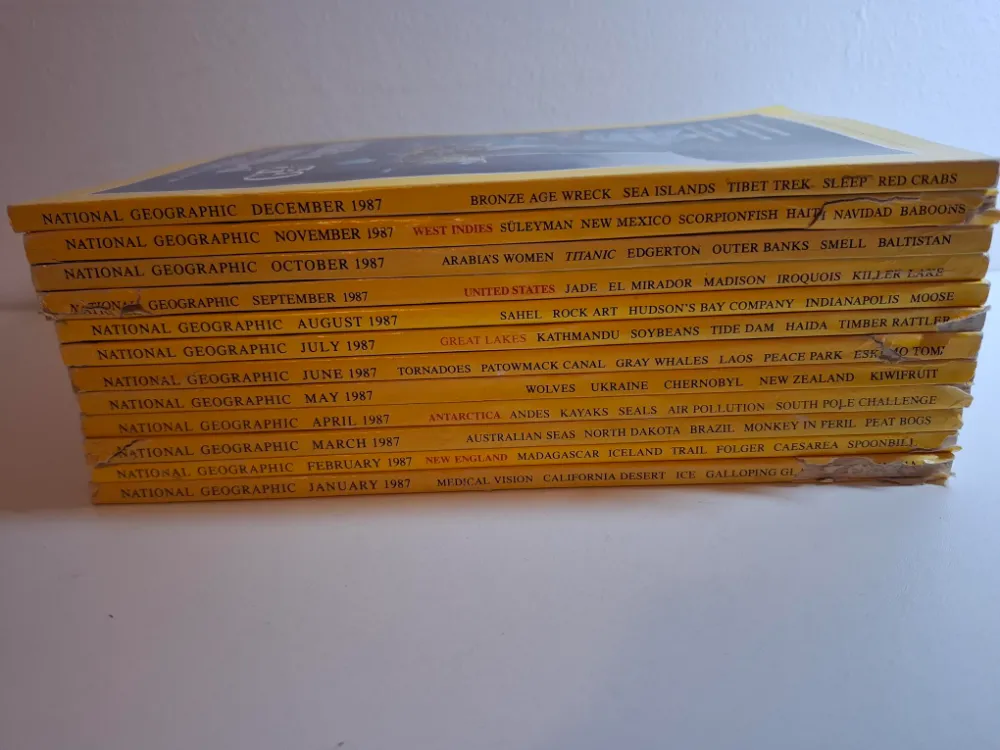 NATIONAL GEOGRAPHIC DECEMBER 1987 BRONZE AGE WRECK SEA ISLANDS TIBET TREK SLEEP RED CRABS
NATIONAL GEOGRAPHIC NOVEMBER 1987 WEST INDIES SÜLEYMAN NEW MEXICO SCORPIONFISH HAITI NAVIDAD BABOONS
NATIONAL GEOGRAPHIC OCTOBER 1987 ARABIA'S WOMEN TITANIC EDGERTON OUTER BANKS SMELL BALTISTAN
NATIONAL GEOGRAPHIC SEPTEMBER 1987 UNITED STATES JADE EL MIRADOR MADISON IROQUOIS KILLER LAKE
NATIONAL GEOGRAPHIC AUGUST 1987 SAHEL ROCK ART HUDSON'S BAY COMPANY INDIANAPOLIS MOOSE
NATIONAL GEOGRAPHIC JULY 1987 GREAT LAKES KATHMANDU SOYBEANS TIDE DAM HAIDA TIMBER RATTLER
NATIONAL GEOGRAPHIC JUNE 1987 TORNADOES PATOWMACK CANAL GRAY WHALES LAOS PEACE PARK ESKIMO TOMB
NATIONAL GEOGRAPHIC MAY 1987 WOLVES UKRAINE CHERNOBYL NEW ZEALAND KIWIFRUIT
NATIONAL GEOGRAPHIC APRIL 1987 ANTARCTICA ANDES KAYAKS SEALS AIR POLLUTION SOUTH POLE CHALLENGE
NATIONAL GEOGRAPHIC MARCH 1987 AUSTRALIAN SEAS NORTH DAKOTA BRAZIL MONKEY IN PERIL PEAT BOGS
NATIONAL GEOGRAPHIC FEBRUARY 1987 NEW ENGLAND MADAGASCAR ICELAND TRAIL FOLGER CAESAREA SPOONBILL
NATIONAL GEOGRAPHIC JANUARY 1987 MEDICAL VISION CALIFORNIA DESERT ICE GALLOPING